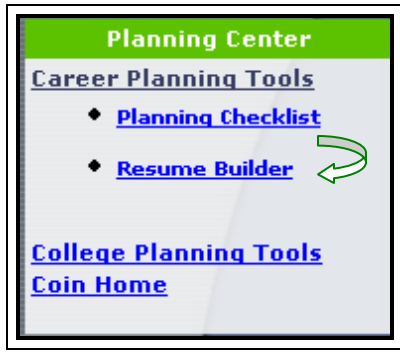 Planning Center
Career Planning Tools
Planning Checklist
Resume Builder
College Planning Tools
Coin Home